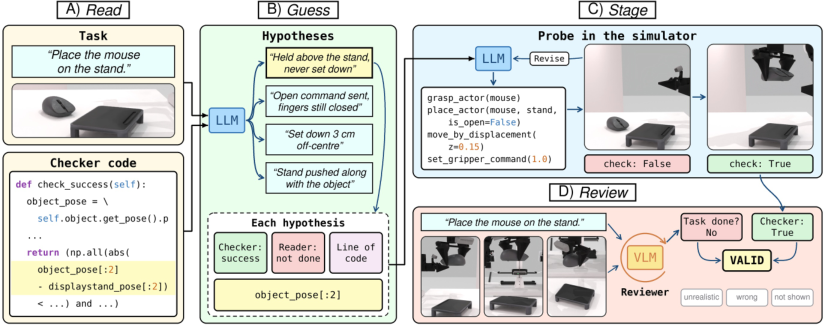 A) Read
Task
"Place the mouse
on the stand."
Checker code
def check_success(self):
object_pose = \
self.object.get_pose().p
...
return (np.all(abs(
object_pose[:2]
- displaystand_pose[:2])
< ...) and ...)
B) Guess
Hypotheses
LLM
"Held above the stand,
never set down"
"Open command sent,
fingers still closed"
"Set down 3 cm
off-centre"
"Stand pushed along
with the object"
Each hypothesis
Checker:
success
Reader:
not done
Line of
code
object_pose[:2]
C) Stage
Probe in the simulator
LLM
Revise
grasp_actor(mouse)
place_actor(mouse, stand,
is_open=False)
move_by_displacement(
z=0.15)
set_gripper_command(1.0)
check: False
check: True
D) Review
"Place the mouse on the stand."
VLM
Reviewer
Task done?
No
Checker:
True
VALID
unrealistic
wrong
not shown